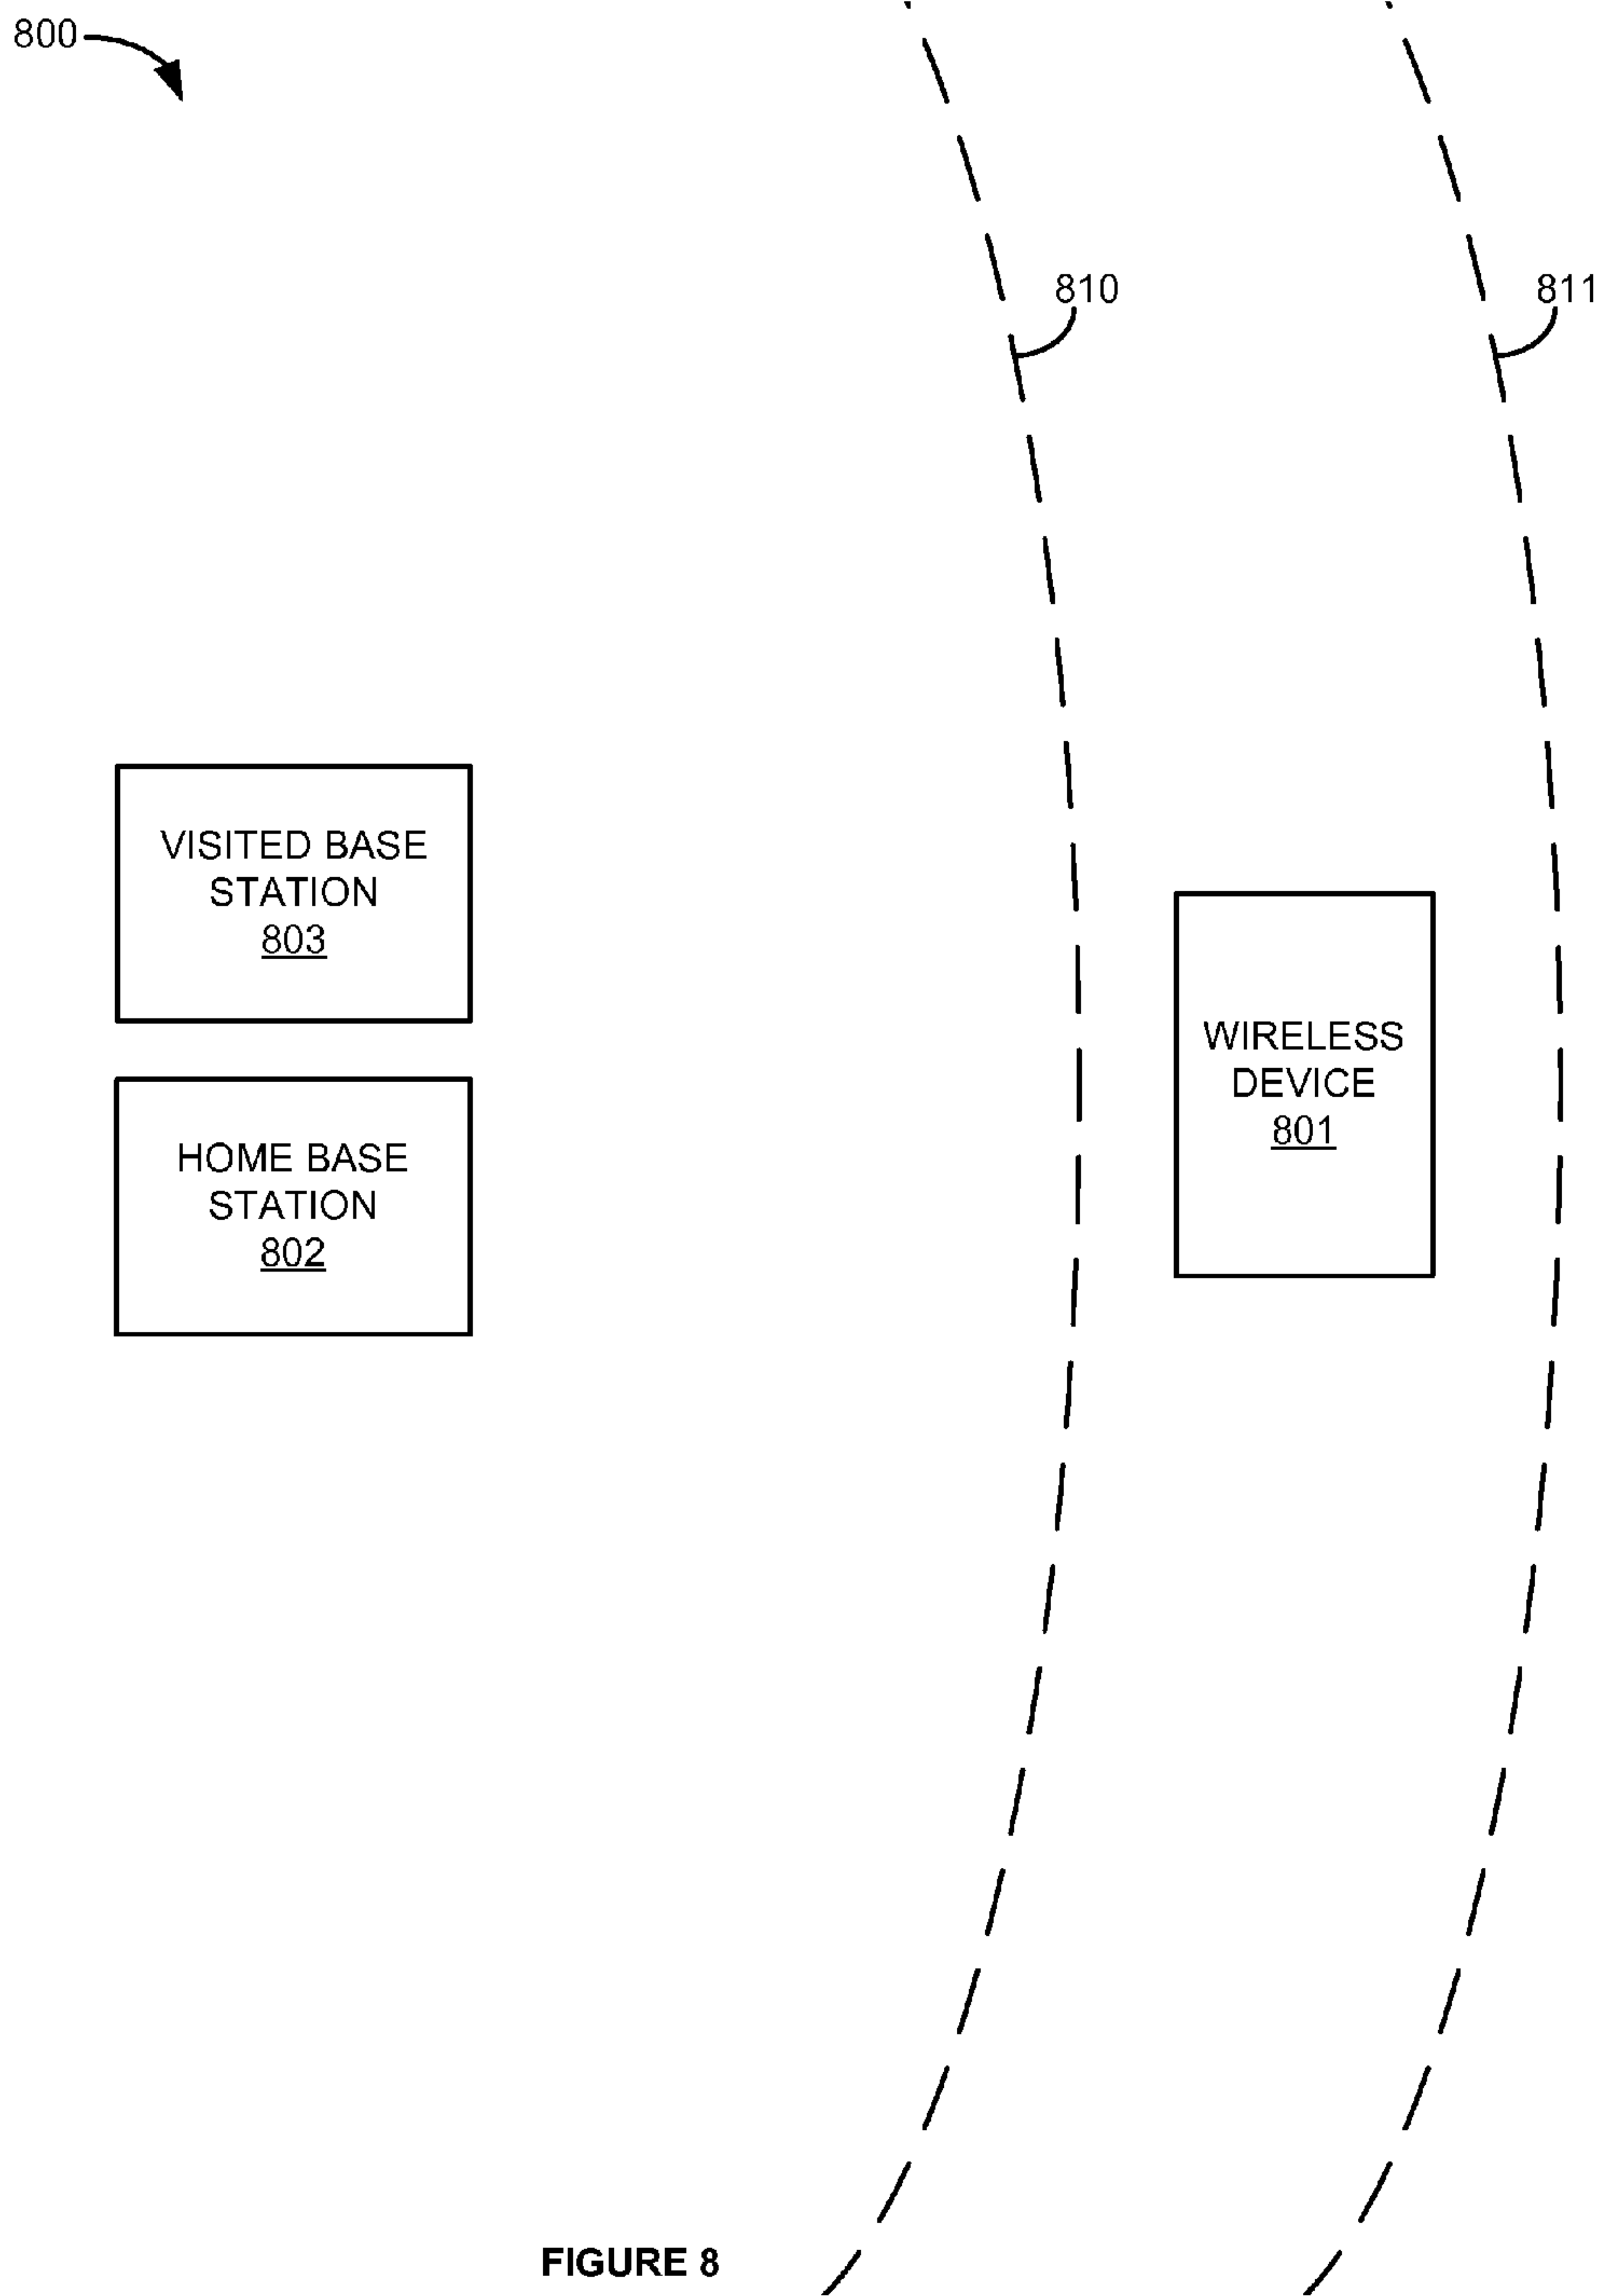 800
810
811
VISITED BASE
STATION
803
WIRELESS
DEVICE
801
HOME BASE
STATION
802
FIGURE 8